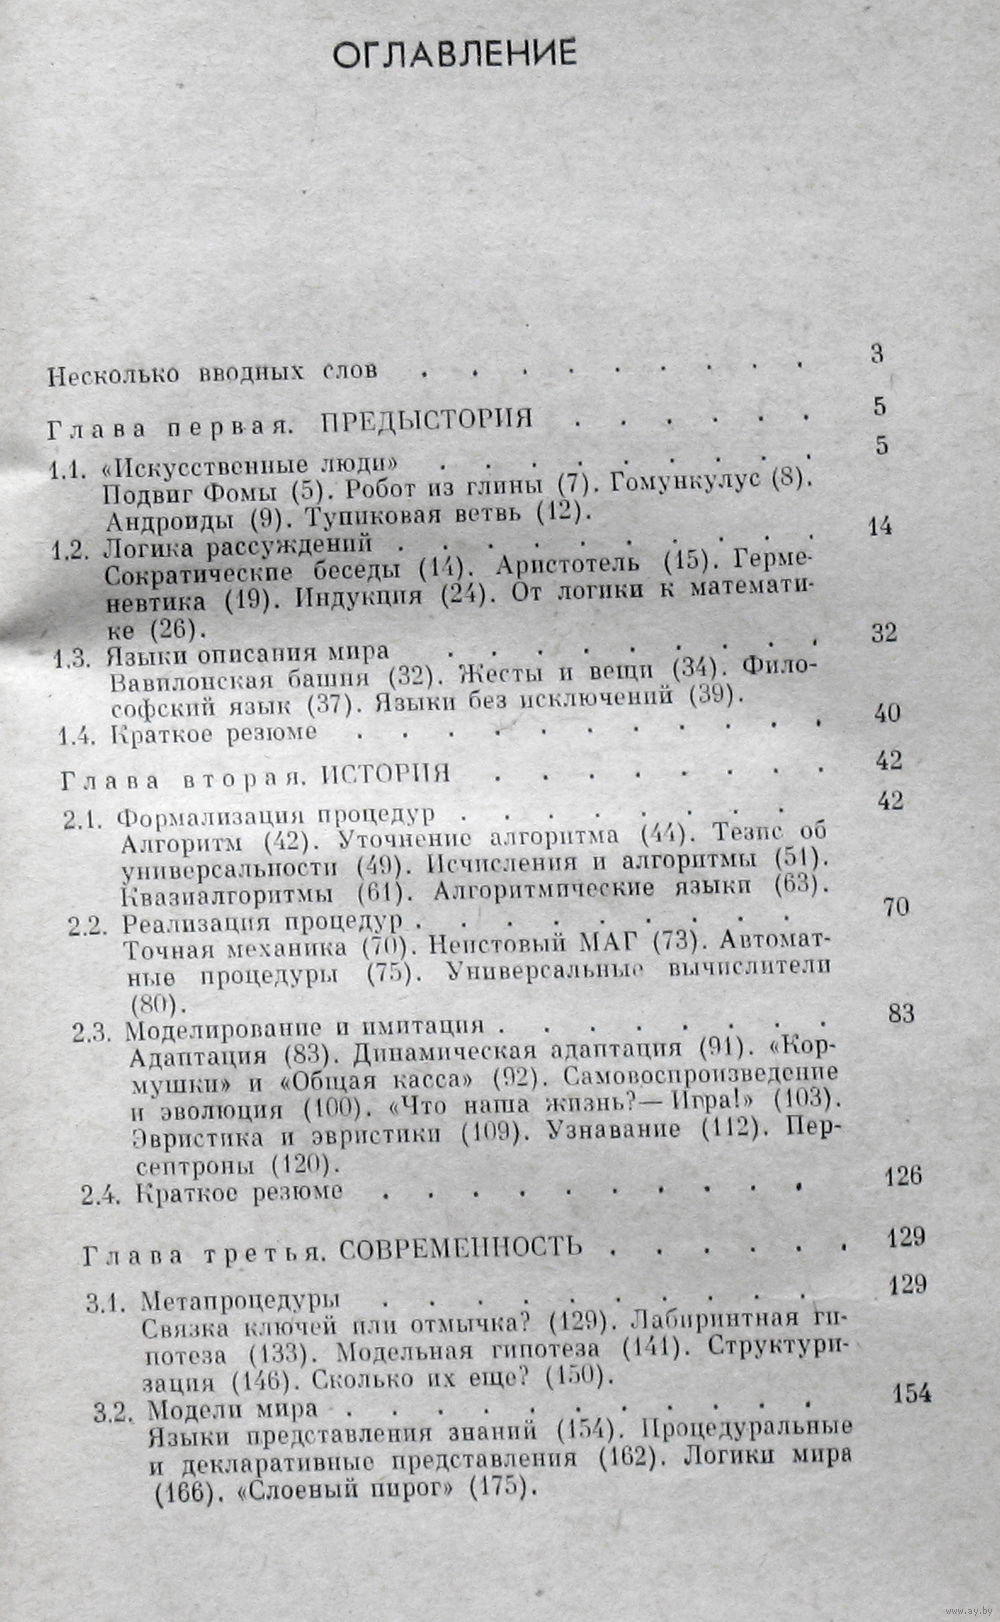 ОГЛАВЛЕНИЕ
Несколько вводных слов . . . . . . . . . 3
Глава первая. ПРЕДЫСТОРИЯ . . . . . . 5
1.1. «Искусственные люди» . . . . . . . . . 5
Подвиг Фомы (5). Робот из глины (7). Гомункулус (8).
Андроиды (9). Тупиковая ветвь (12).
1.2. Логика рассуждений . . . . . . . . . . 14
Сократические беседы (14). Аристотель (15). Герме-
невтика (19). Индукция (24). От логики к математи-
ке (26).
1.3. Языки описания мира . . . . . . . . . 32
Вавилонская башня (32). Жесты и вещи (34). Фило-
софский язык (37). Языки без исключений (39).
1.4. Краткое резюме . . . . . . . . . . . 40
Глава вторая. ИСТОРИЯ . . . . . . . . 42
2.1. Формализация процедур . . . . . . . . 42
Алгоритм (42). Уточнение алгоритма (44). Тезис об
универсальности (49). Исчисления и алгоритмы (51).
Квазиалгоритмы (61). Алгоритмические языки (63).
2.2. Реализация процедур . . . . . . . . . 70
Точная механика (70). Неистовый МАГ (73). Автомат-
ные процедуры (75). Универсальные вычислители
(80).
2.3. Моделирование и имитация . . . . . . . . 83
Адаптация (83). Динамическая адаптация (91). «Кор-
мушки» и «Общая касса» (92). Самовоспроизведение
и эволюция (100). «Что наша жизнь?— Игра!» (103).
Эвристика и эвристики (109). Узнавание (112). Пер-
септроны (120).
2.4. Краткое резюме . . . . . . . . . . 126
Глава третья. СОВРЕМЕННОСТЬ . . . . . . 129
3.1. Метапроцедуры . . . . . . . . . . 129
Связка ключей или отмычка? (129). Лабиринтная ги-
потеза (133). Модельная гипотеза (141). Структури-
зация (146). Сколько их еще? (150).
3.2. Модели мира . . . . . . . . . . . 154
Языки представления знаний (154). Процедуральные
и декларативные представления (162). Логики мира
(166). «Слоеный пирог» (175).
www.ay.by